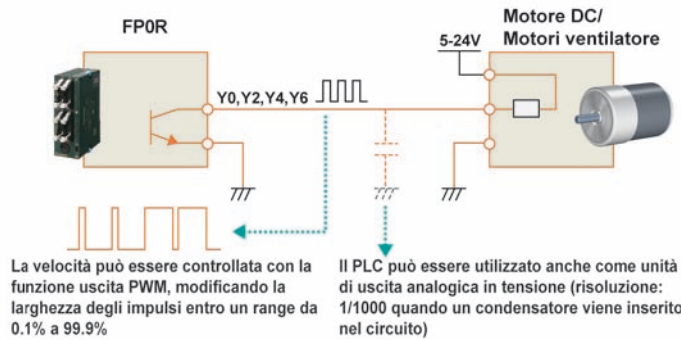 FP0R
Motore DC/
Motori ventilatore
5-24V
Y0,Y2,Y4,Y6
La velocità può essere controllata con la
funzione uscita PWM, modificando la
larghezza degli impulsi entro un range da
0.1% a 99.9%
Il PLC può essere utilizzato anche come unità
di uscita analogica in tensione (risoluzione:
1/1000 quando un condensatore viene inserito
nel circuito)